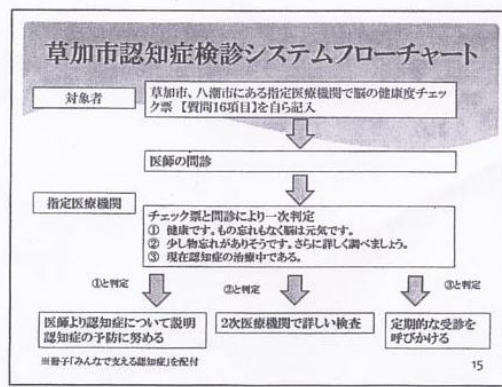 草加市認知症検診システムフローチャート
対象者
草加市、八潮市にある指定医療機関で脳の健康度チェッ
ク票 【質問16項目】を自ら記入
医師の問診
指定医療機関
チェック票と問診により一次判定
① 健康です。もの忘れもなく脳は元気です。
② 少し物忘れがありそうです。さらに詳しく調べましょう。
③ 現在認知症の治療中である。
①と判定
②と判定
③と判定
医師より認知症について説明
認知症の予防に努める
2次医療機関で詳しい検査
定期的な受診を
呼びかける
※冊子「みんなで支える認知症」を配付
15